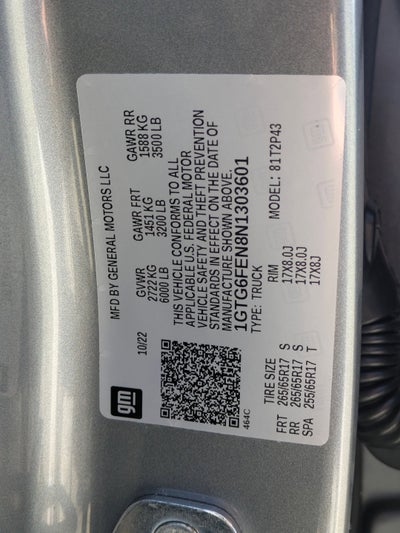 MFD BY GENERAL MOTORS LLC
10/22 GVWR GAWR FRT GAWR RR
2722 KG 1451 KG 1588 KG
6000 LB 3200 LB 3500 LB
THIS VEHICLE CONFORMS TO ALL
APPLICABLE U.S. FEDERAL MOTOR
VEHICLE SAFETY AND THEFT PREVENTION
STANDARDS IN EFFECT ON THE DATE OF
MANUFACTURE SHOWN ABOVE.
1GTG6FEN8N1303601
TYPE: TRUCK MODEL: 81T2P43
gm
464C
TIRE SIZE RIM
FRT 265/65R17 S 17X8.0J
RR 265/65R17 S 17X8.0J
SPA 255/65R17 T 17X8J